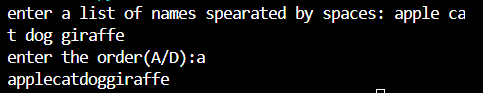 enter a list of names spearated by spaces: apple ca
t dog giraffe
enter the order(A/D):a
applecatdoggiraffe